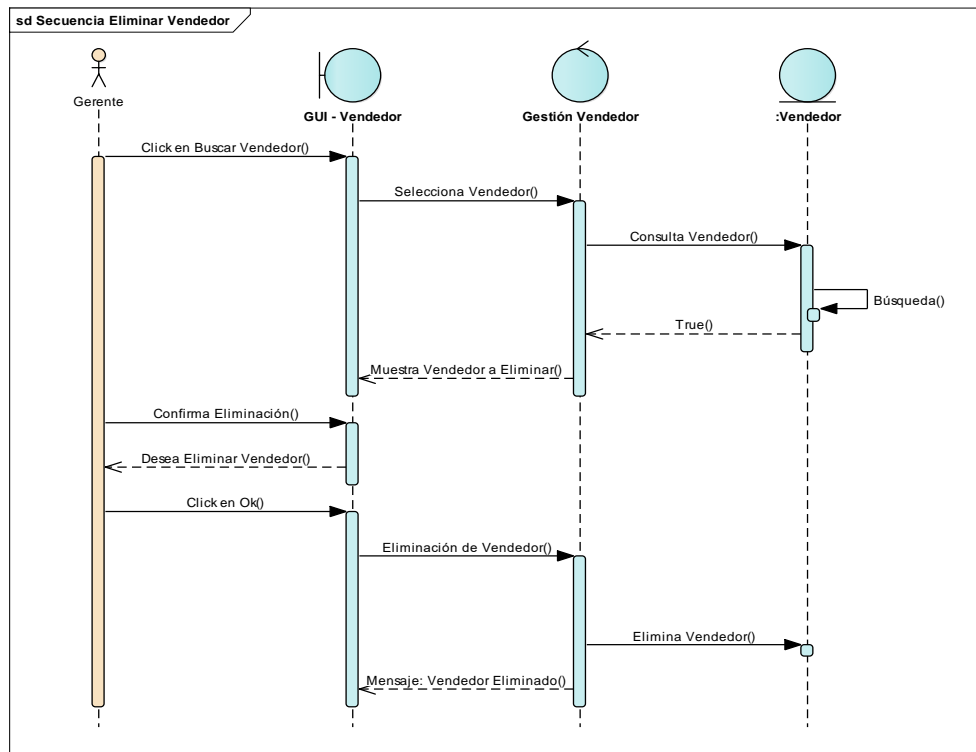 sd Secuencia Eliminar Vendedor
Gerente
GUI - Vendedor
Gestión Vendedor
:Vendedor
Click en Buscar Vendedor()
Selecciona Vendedor()
Consulta Vendedor()
Búsqueda()
True()
Muestra Vendedor a Eliminar()
Confirma Eliminación()
Desea Eliminar Vendedor()
Click en Ok()
Eliminación de Vendedor()
Elimina Vendedor()
Mensaje: Vendedor Eliminado()